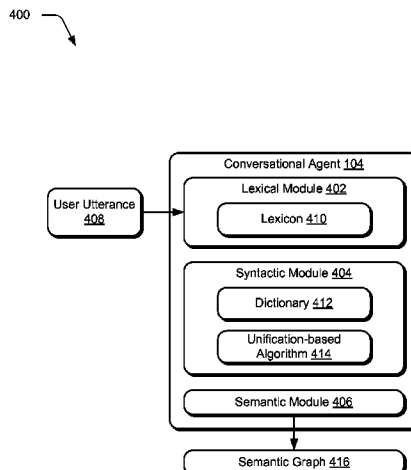 400
Conversational Agent 104
Lexical Module 402
User Utterance
408
Lexicon 410
Syntactic Module 404
Dictionary 412
Unification-based
Algorithm 414
Semantic Module 406
Semantic Graph 416